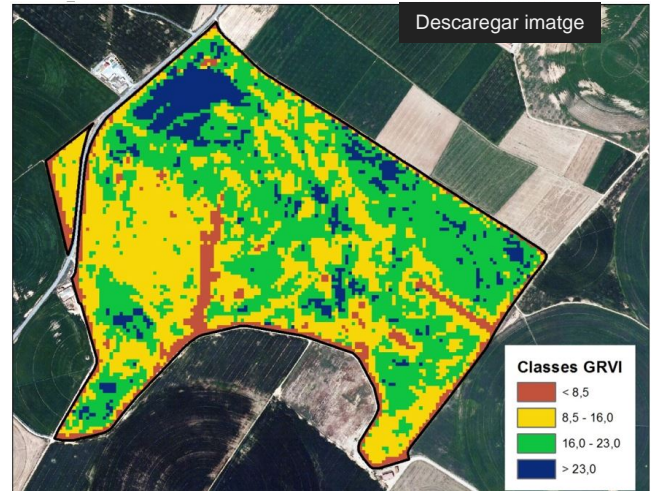 Descaregar imatge
Classes GRVI
< 8,5
8,5 - 16,0
16,0 - 23,0
> 23,0